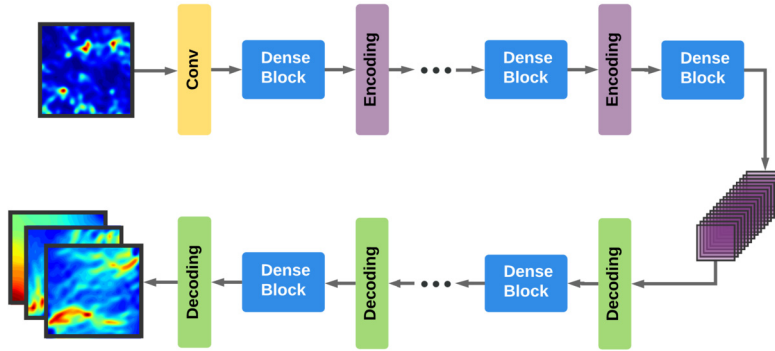 Conv
Dense
Block
Encoding
Dense
Block
Encoding
Dense
Block
Decoding
Dense
Block
Decoding
Dense
Block
Decoding